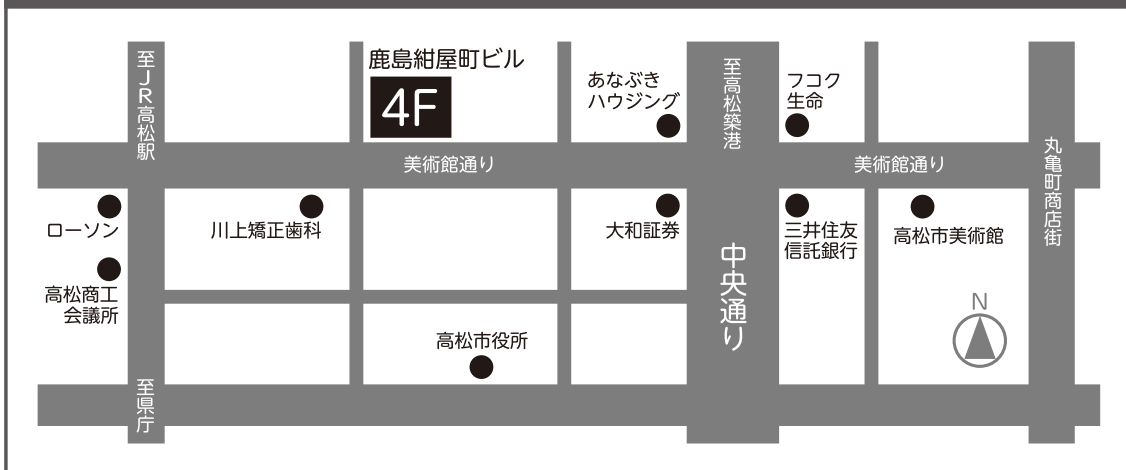 至JR高松駅
鹿島紺屋町ビル
4F
あなぶき
ハウジング
至高松築港
フコク
生命
美術館通り
美術館通り
丸亀町商店街
ローソン
川上矯正歯科
大和証券
三井住友
信託銀行
高松市美術館
高松商工
会議所
中央通り
N
高松市役所
至県庁